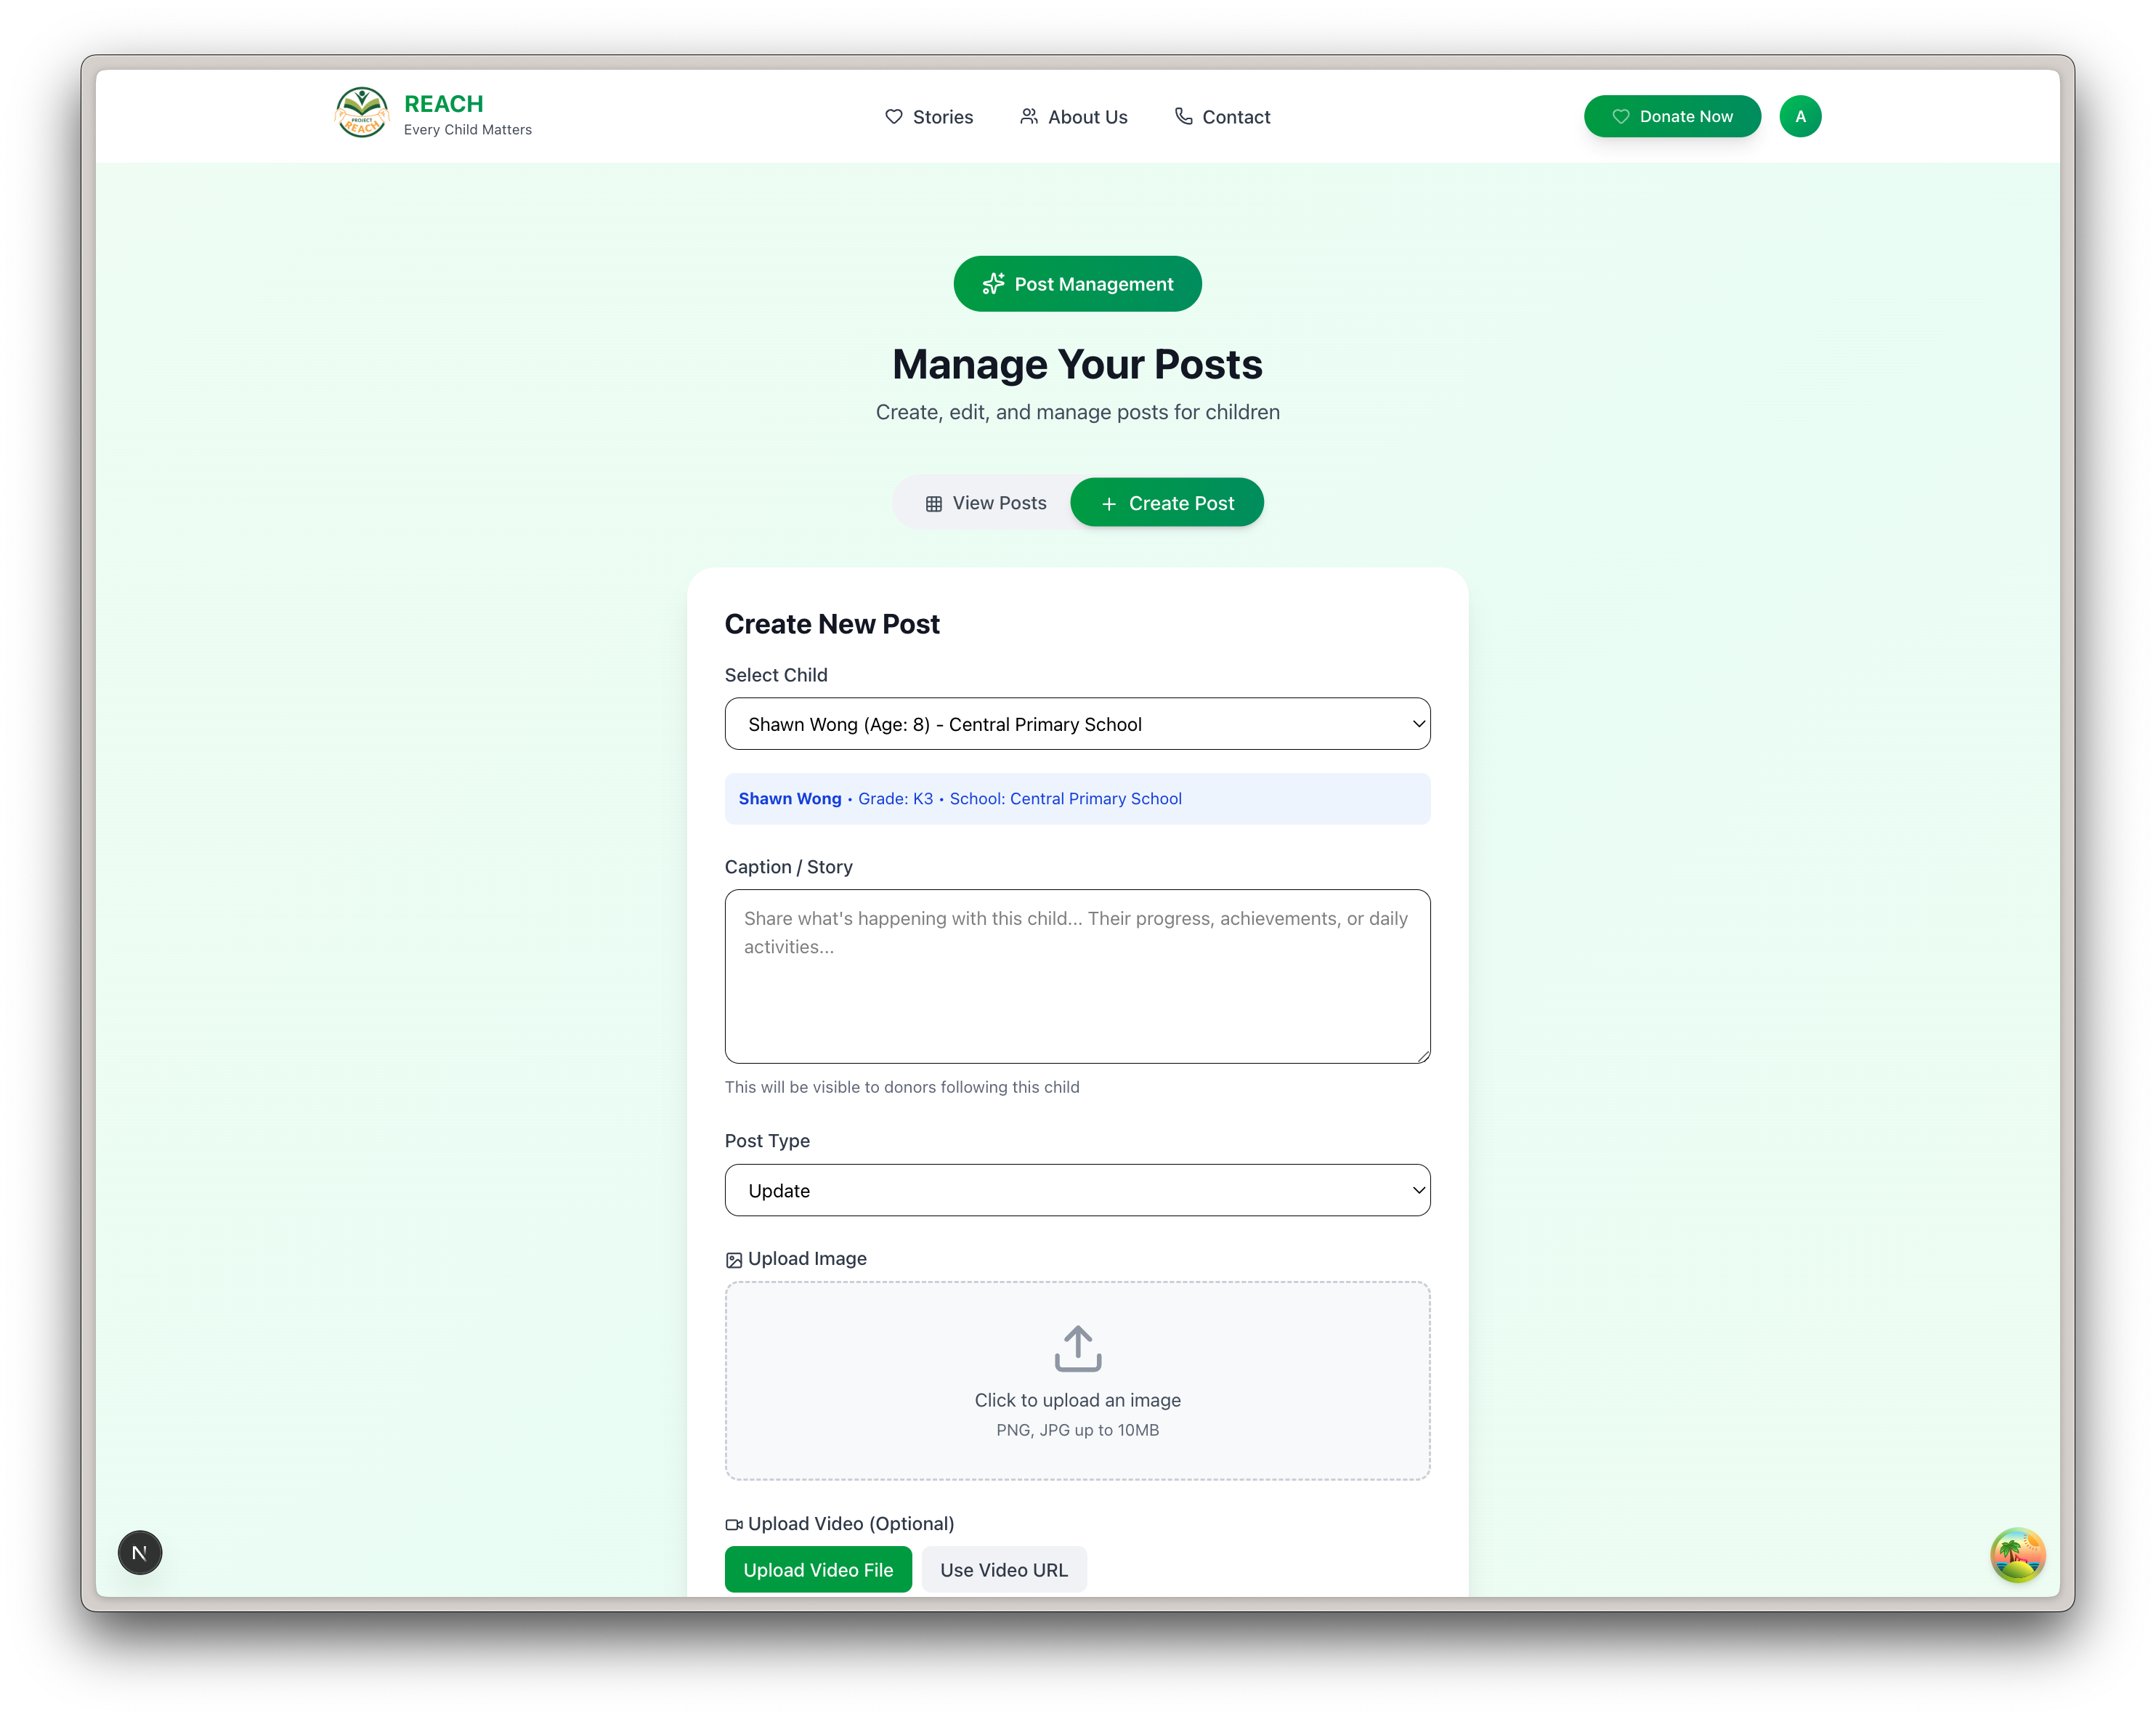 PROJECT
REACH
REACH
Every Child Matters
Stories
About Us
Contact
Donate Now
A
Post Management
Manage Your Posts
Create, edit, and manage posts for children
View Posts
Create Post
Create New Post
Select Child
Shawn Wong (Age: 8) - Central Primary School
Shawn Wong • Grade: K3 • School: Central Primary School
Caption / Story
Share what's happening with this child... Their progress, achievements, or daily
activities...
This will be visible to donors following this child
Post Type
Update
Upload Image
Click to upload an image
PNG, JPG up to 10MB
Upload Video (Optional)
Upload Video File
Use Video URL
N